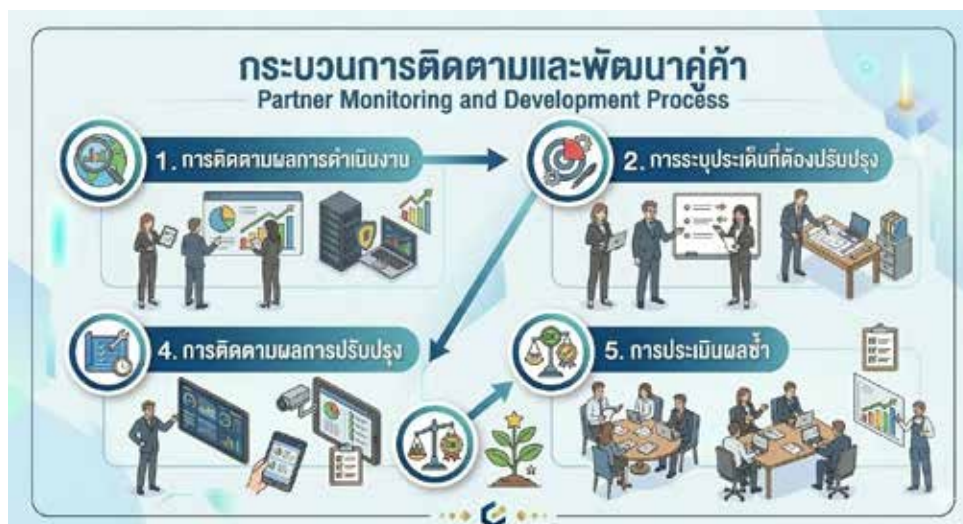 กระบวนการติดตามและพัฒนาคู่ค้า
Partner Monitoring and Development Process
1. การติดตามผลการดำเนินงาน
2. การระบุประเด็นที่ต้องปรับปรุง
4. การติดตามผลการปรับปรุง
5. การประเมินผลซ้ำ